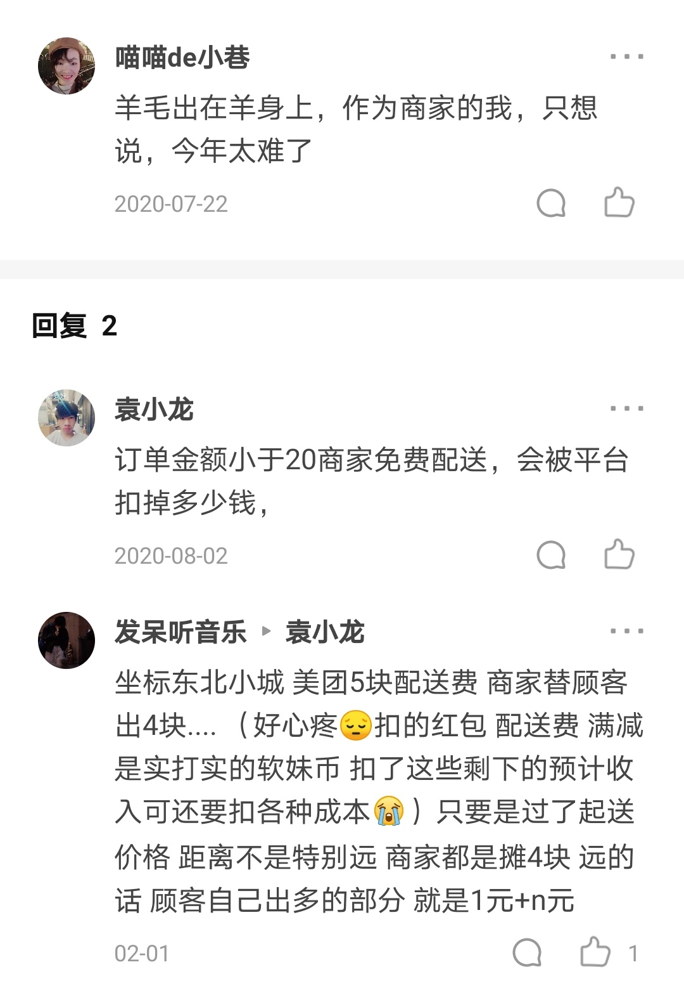 喵喵de小巷
羊毛出在羊身上，作为商家的我，只想
说，今年太难了
2020-07-22
回复 2
袁小龙
订单金额小于20商家免费配送，会被平台
扣掉多少钱，
2020-08-02
发呆听音乐 ▸ 袁小龙
坐标东北小城 美团5块配送费 商家替顾客
出4块....（好心疼😔扣的红包 配送费 满减
是实打实的软妹币 扣了这些剩下的预计收
入可还要扣各种成本😭）只要是过了起送
价格 距离不是特别远 商家都是摊4块 远的
话 顾客自己出多的部分 就是1元+n元
02-01
1